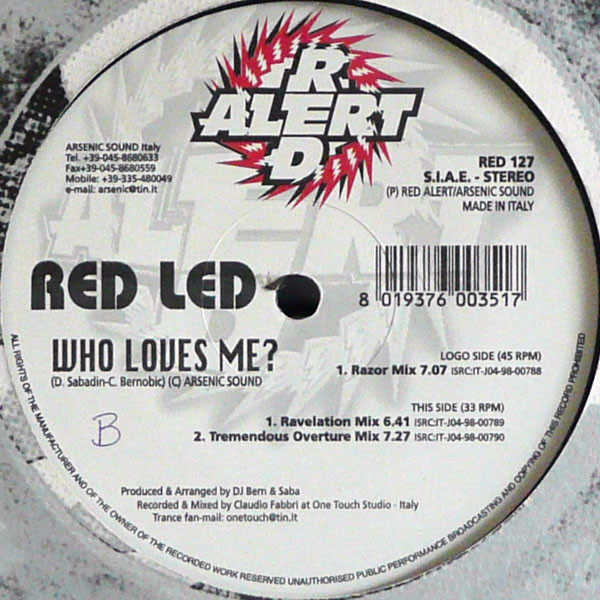 RED
ALERT
ARSENIC SOUND Italy
Tel. +39-045-8680633
Fax+39-045-8680559
Mobile: +39-335-480049
e-mail: arsenic@tin.it
RED 127
S.I.A.E. - STEREO
(P) RED ALERT/ARSENIC SOUND
MADE IN ITALY
RED LED
8 019376 003517
WHO LOVES ME?
(D. Sabadin-C. Bernobic) (C) ARSENIC SOUND
LOGO SIDE (45 RPM)
1. Razor Mix 7.07 ISRC:IT-J04-98-00788
THIS SIDE (33 RPM)
1. Ravelation Mix 6.41 ISRC:IT-J04-98-00789
2. Tremendous Overture Mix 7.27 ISRC:IT-J04-98-00790
B
Produced & Arranged by DJ Bern & Saba
Recorded & Mixed by Claudio Fabbri at One Touch Studio - Italy
Trance fan-mail: onetouch@tin.it
ALL RIGHTS OF THE MANUFACTURER AND OF THE OWNER OF THE RECORDED WORK RESERVED UNAUTHORISED PUBLIC PERFORMANCE BROADCASTING AND COPYING OF THIS RECORD PROHIBITED